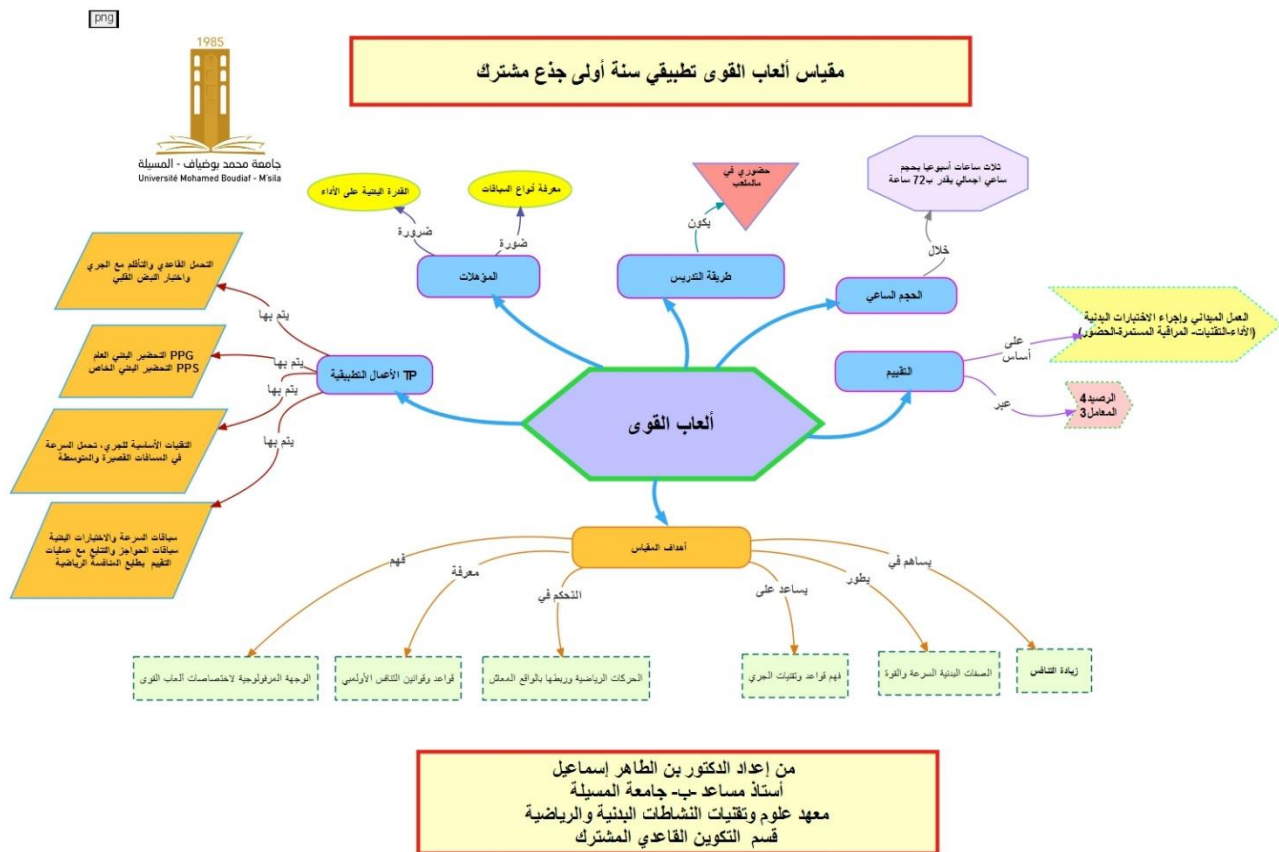 png
1985
جامعة محمد بوضياف - المسيلة
Université Mohamed Boudiaf - M'sila
مقياس ألعاب القوى تطبيقي سنة أولى جذع مشترك
ثلاث ساعات أسبوعيا بحجم
ساعي اجمالي يقدر ب72 ساعة
خلال
الحجم الساعي
حضوري في
مالملعب
يكون
طريقة التدريس
معرفة أنواع السباقات
ضورة
القدرة البدنية على الأداء
ضرورة
المؤهلات
العمل الميداني وإجراء الاختبارات البدنية
(الأداء-التقنيات- المراقبة المستمرة-الحضور)
على
أساس
التقييم
عبر
الرصيد4
المعامل3
ألعاب القوى
TP الأعمال التطبيقية
يتم بها
التحمل القاعدي والتأقلم مع الجري
واختبار النبض القلبي
يتم بها
PPG التحضير البدني العام
PPS التحضير البدني الخاص
يتم بها
التقنيات الأساسية للجري، تحمل السرعة
في المسافات القصيرة والمتوسطة
يتم بها
سباقات السرعة والاختبارات البدنية
سباقات الحواجز والتتابع مع عمليات
التقييم بطابع المنافسة الرياضية
أهداف المقياس
يساهم في
يطور
يساعد على
التحكم في
معرفة
فهم
زيادة التنافس
الصفات البدنية السرعة والقوة
فهم قواعد وتقنيات الجري
الحركات الرياضية وربطها بالواقع المعاش
قواعد وقوانين التنافس الأولمبي
الوجهة المرفولوجية لاختصاصات ألعاب القوى
من إعداد الدكتور بن الطاهر إسماعيل
أستاذ مساعد -ب- جامعة المسيلة
معهد علوم وتقنيات النشاطات البدنية والرياضية
قسم التكوين القاعدي المشترك